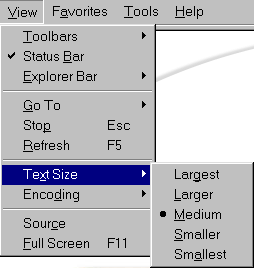 View Favorites Tools Help
Toolbars
Status Bar
Explorer Bar
Go To
Stop Esc
Refresh F5
Text Size
Encoding
Source
Full Screen F11
Largest
Larger
Medium
Smaller
Smallest